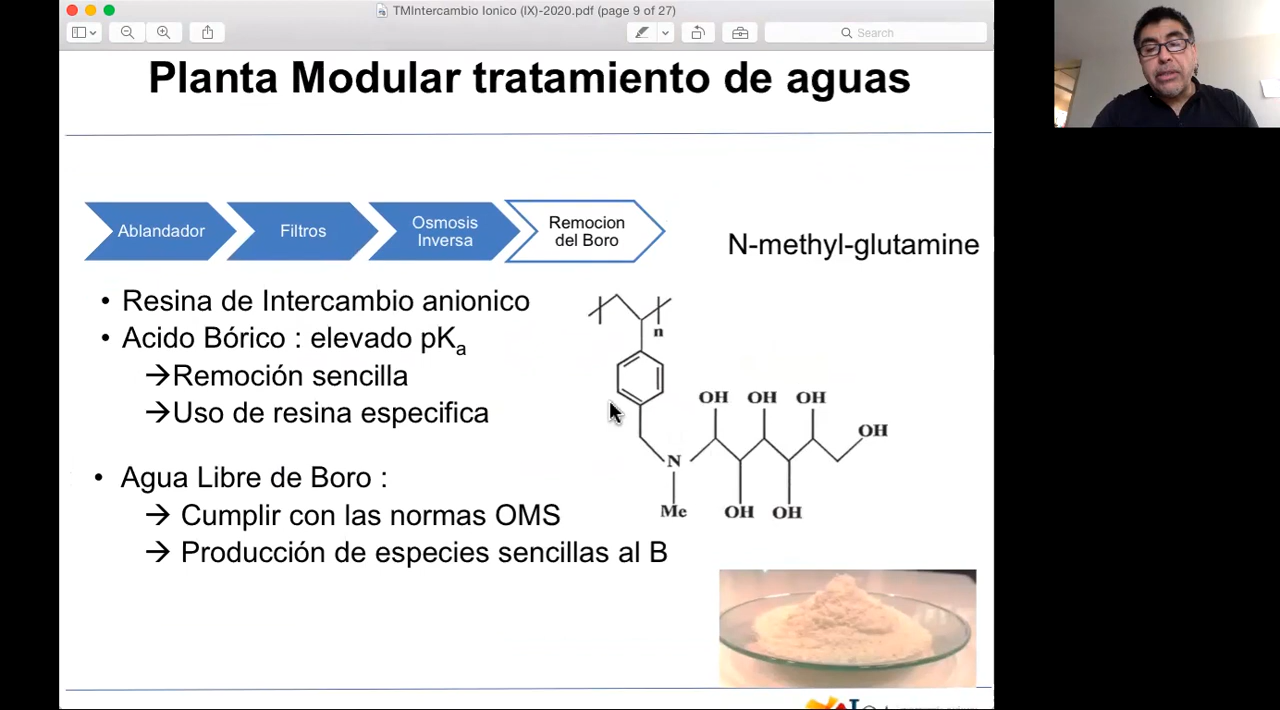 TMIntercambio Ionico (IX)-2020.pdf (page 9 of 27)
Search
Planta Modular tratamiento de aguas
Ablandador
Filtros
Osmosis
Inversa
Remocion
del Boro
N-methyl-glutamine
• Resina de Intercambio anionico
• Acido Bórico : elevado pKa
→Remoción sencilla
→Uso de resina especifica
• Agua Libre de Boro :
→ Cumplir con las normas OMS
→ Producción de especies sencillas al B
n
OH OH OH
OH
N
Me OH OH